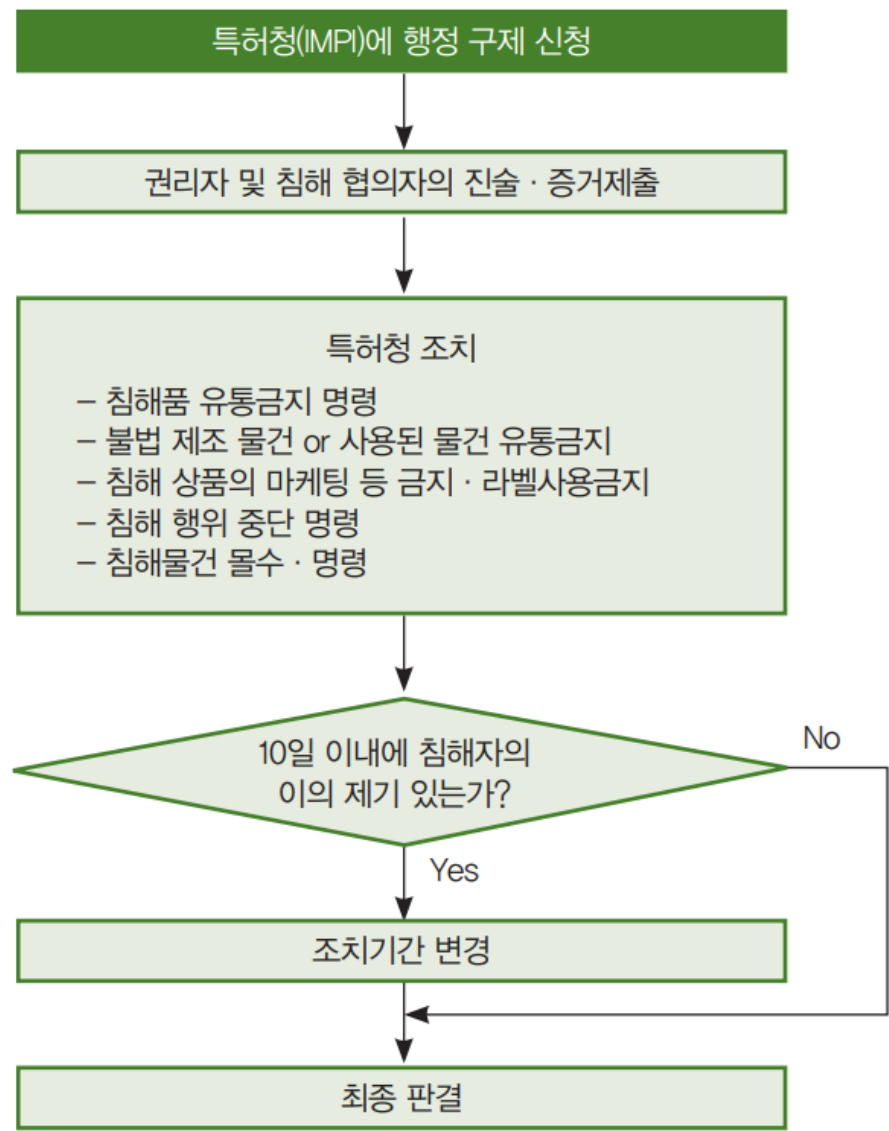 특허청(IMPI)에 행정 구제 신청
권리자 및 침해 협의자의 진술 · 증거제출
특허청 조치
– 침해품 유통금지 명령
– 불법 제조 물건 or 사용된 물건 유통금지
– 침해 상품의 마케팅 등 금지 · 라벨사용금지
– 침해 행위 중단 명령
– 침해물건 몰수 · 명령
10일 이내에 침해자의
이의 제기 있는가?
No
Yes
조치기간 변경
최종 판결